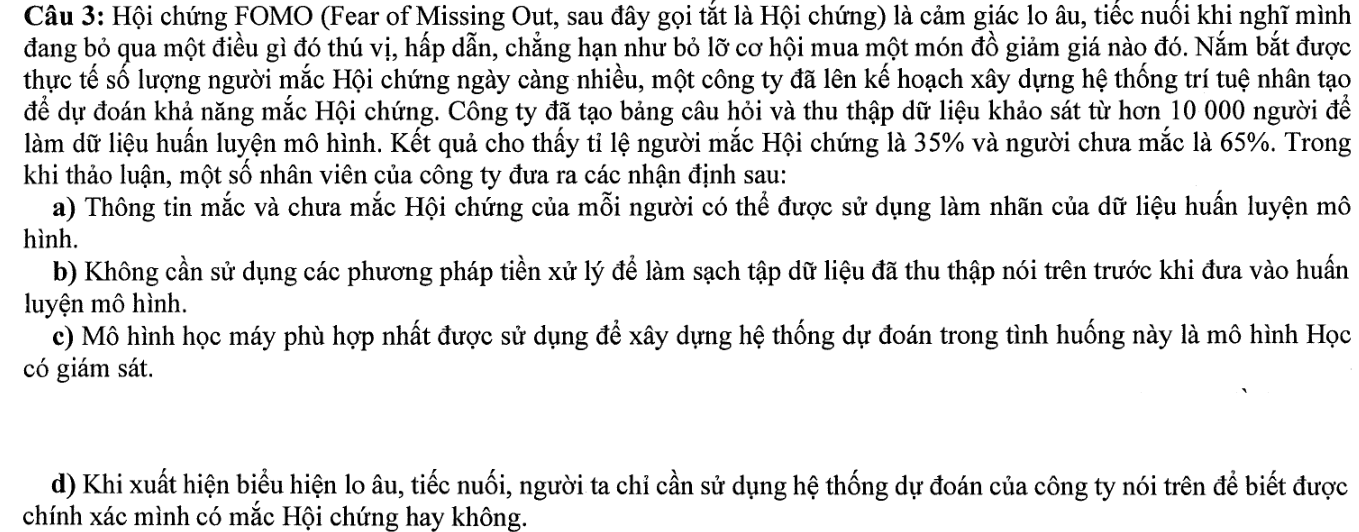 Câu 3: Hội chứng FOMO (Fear of Missing Out, sau đây gọi tắt là Hội chứng) là cảm giác lo âu, tiếc nuối khi nghĩ mình
đang bỏ qua một điều gì đó thú vị, hấp dẫn, chẳng hạn như bỏ lỡ cơ hội mua một món đồ giảm giá nào đó. Nắm bắt được
thực tế số lượng người mắc Hội chứng ngày càng nhiều, một công ty đã lên kế hoạch xây dựng hệ thống trí tuệ nhân tạo
để dự đoán khả năng mắc Hội chứng. Công ty đã tạo bảng câu hỏi và thu thập dữ liệu khảo sát từ hơn 10 000 người để
làm dữ liệu huấn luyện mô hình. Kết quả cho thấy tỉ lệ người mắc Hội chứng là 35% và người chưa mắc là 65%. Trong
khi thảo luận, một số nhân viên của công ty đưa ra các nhận định sau:
a) Thông tin mắc và chưa mắc Hội chứng của mỗi người có thể được sử dụng làm nhãn của dữ liệu huấn luyện mô
hình.
b) Không cần sử dụng các phương pháp tiền xử lý để làm sạch tập dữ liệu đã thu thập nói trên trước khi đưa vào huấn
luyện mô hình.
c) Mô hình học máy phù hợp nhất được sử dụng để xây dựng hệ thống dự đoán trong tình huống này là mô hình Học
có giám sát.
d) Khi xuất hiện biểu hiện lo âu, tiếc nuối, người ta chỉ cần sử dụng hệ thống dự đoán của công ty nói trên để biết được
chính xác mình có mắc Hội chứng hay không.